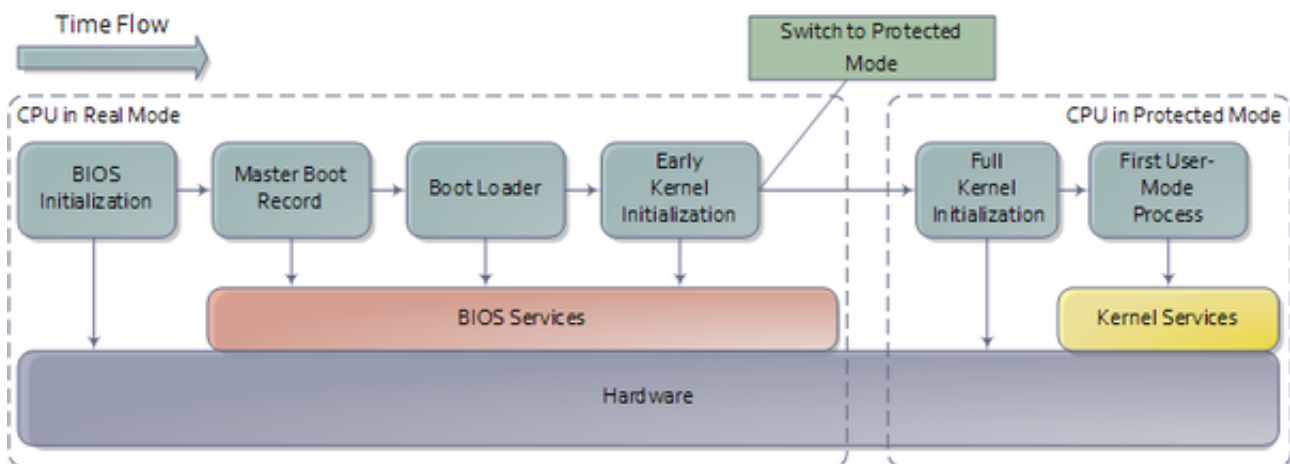 Time Flow
Switch to Protected
Mode
CPU in Real Mode
CPU in Protected Mode
BIOS
Initialization
Master Boot
Record
Boot Loader
Early
Kernel
Initialization
Full
Kernel
Initialization
First User-
Mode
Process
BIOS Services
Kernel Services
Hardware